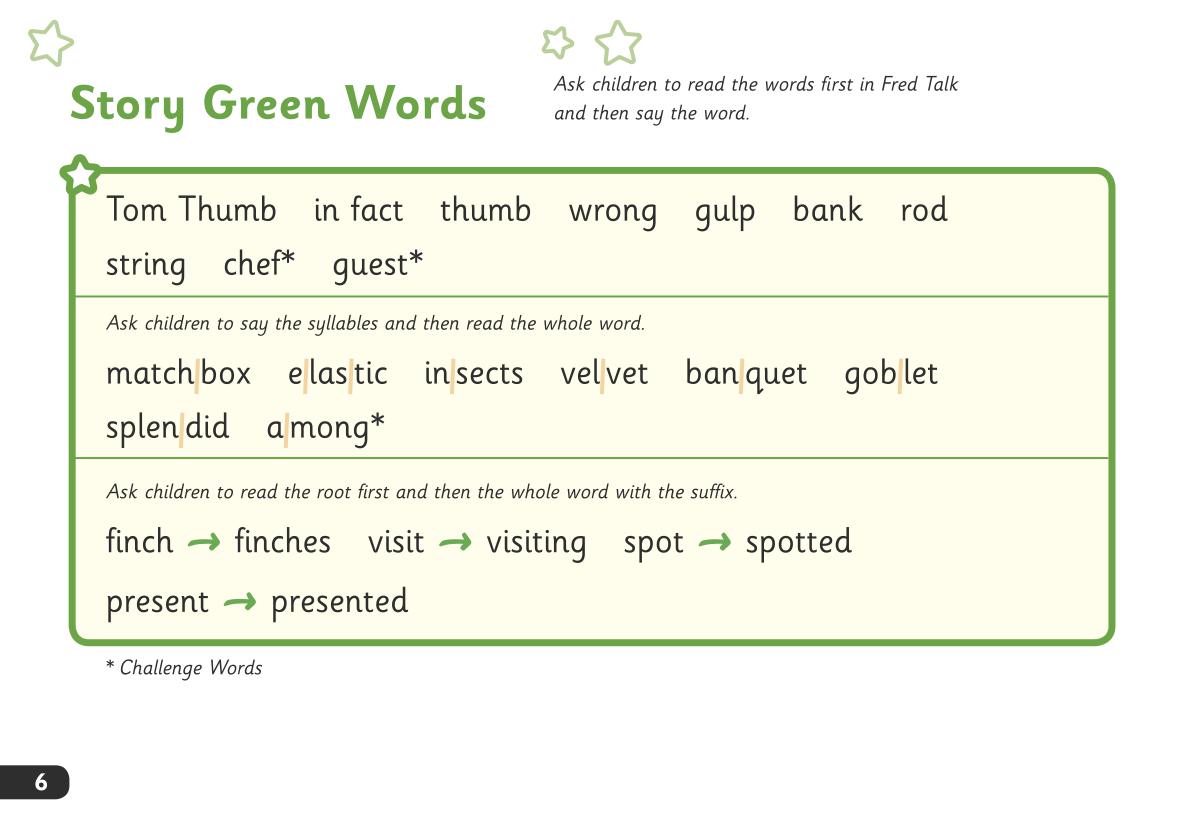 Story Green Words
Ask children to read the words first in Fred Talk
and then say the word.
Tom Thumb in fact thumb wrong gulp bank rod
string chef* guest*
Ask children to say the syllables and then read the whole word.
match|box e|las|tic in|sects vel|vet ban|quet gob|let
splen|did a|mong*
Ask children to read the root first and then the whole word with the suffix.
finch → finches visit → visiting spot → spotted
present → presented
* Challenge Words
6